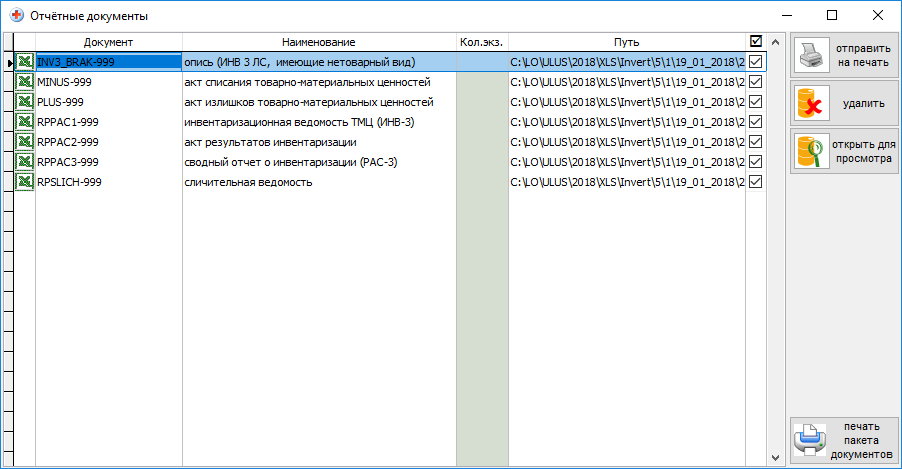 Отчётные документы
Документ Наименование Кол.экз. Путь
INV3_BRAK-999 опись (ИНВ 3 ЛС, имеющие нетоварный вид) C:\LO\ULUS\2018\XLS\Invert\5\1\19_01_2018\2
MINUS-999 акт списания товарно-материальных ценностей C:\LO\ULUS\2018\XLS\Invert\5\1\19_01_2018\2
PLUS-999 акт излишков товарно-материальных ценностей C:\LO\ULUS\2018\XLS\Invert\5\1\19_01_2018\2
RPPAC1-999 инвентаризационная ведомость ТМЦ (ИНВ-3) C:\LO\ULUS\2018\XLS\Invert\5\1\19_01_2018\2
RPPAC2-999 акт результатов инвентаризации C:\LO\ULUS\2018\XLS\Invert\5\1\19_01_2018\2
RPPAC3-999 сводный отчет о инвентаризации (РАС-3) C:\LO\ULUS\2018\XLS\Invert\5\1\19_01_2018\2
RPSLICH-999 сличительная ведомость C:\LO\ULUS\2018\XLS\Invert\5\1\19_01_2018\2
отправить
на печать
удалить
открыть для
просмотра
печать
пакета
документов